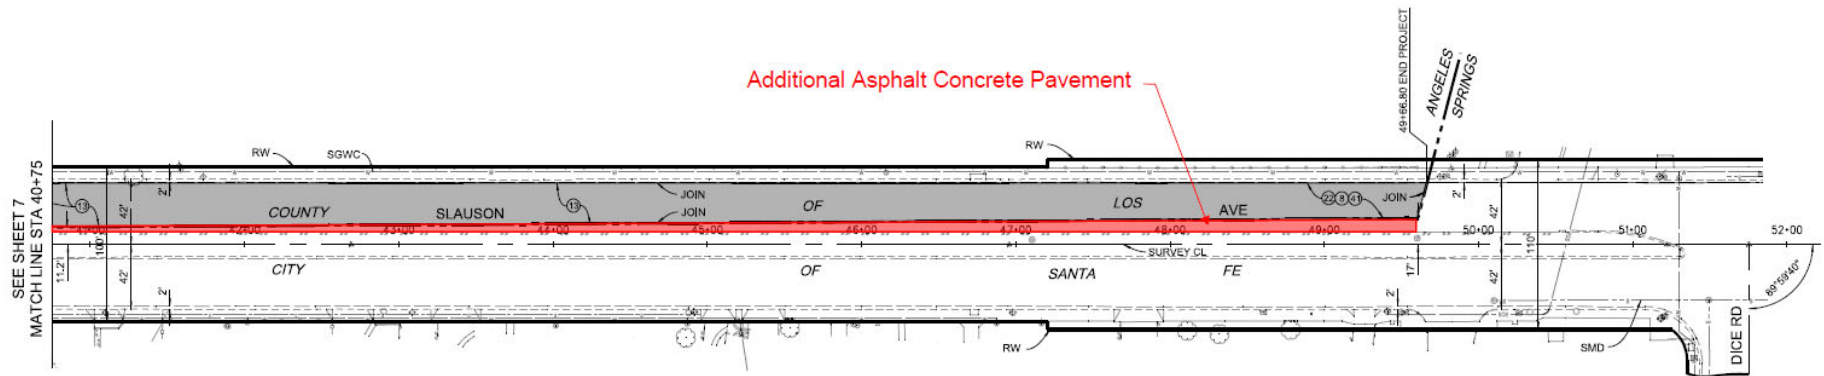 Additional Asphalt Concrete Pavement
49+66.80 END PROJECT
ANGELES
SPRINGS
SEE SHEET 7
MATCH LINE STA 40+75
RW
SGWC
RW
2'
42'
JOIN
JOIN
13
13
COUNTY
SLAUSON
OF
LOS
AVE
22 8 41
JOIN
2'
42'
42+00
43+00
44+00
45+00
46+00
47+00
48+00
49+00
50+00
51+00
52+00
100'
11.2'
42'
2'
SURVEY CL
CITY
OF
SANTA
FE
17'
42'
110'
2'
89°59'40"
RW
SMD
DICE RD